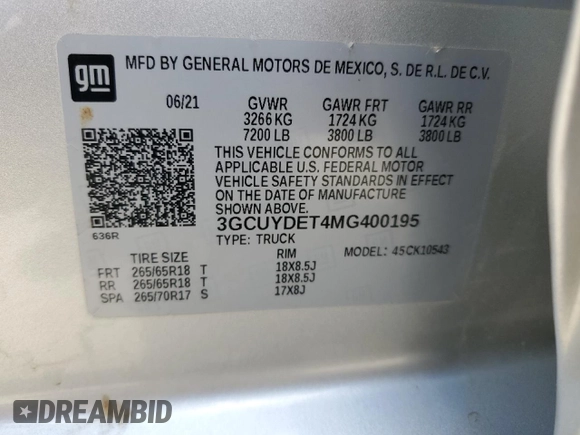 gm
MFD BY GENERAL MOTORS DE MEXICO, S. DE R.L. DE C.V.
06/21 GVWR GAWR FRT GAWR RR
3266 KG 1724 KG 1724 KG
7200 LB 3800 LB 3800 LB
THIS VEHICLE CONFORMS TO ALL
APPLICABLE U.S. FEDERAL MOTOR
VEHICLE SAFETY STANDARDS IN EFFECT
ON THE DATE OF MANUFACTURE
SHOWN ABOVE.
636R
3GCUYDET4MG400195
TYPE: TRUCK MODEL: 45CK10543
TIRE SIZE RIM
FRT 265/65R18 T 18X8.5J
RR 265/65R18 T 18X8.5J
SPA 265/70R17 S 17X8J
DREAMBID